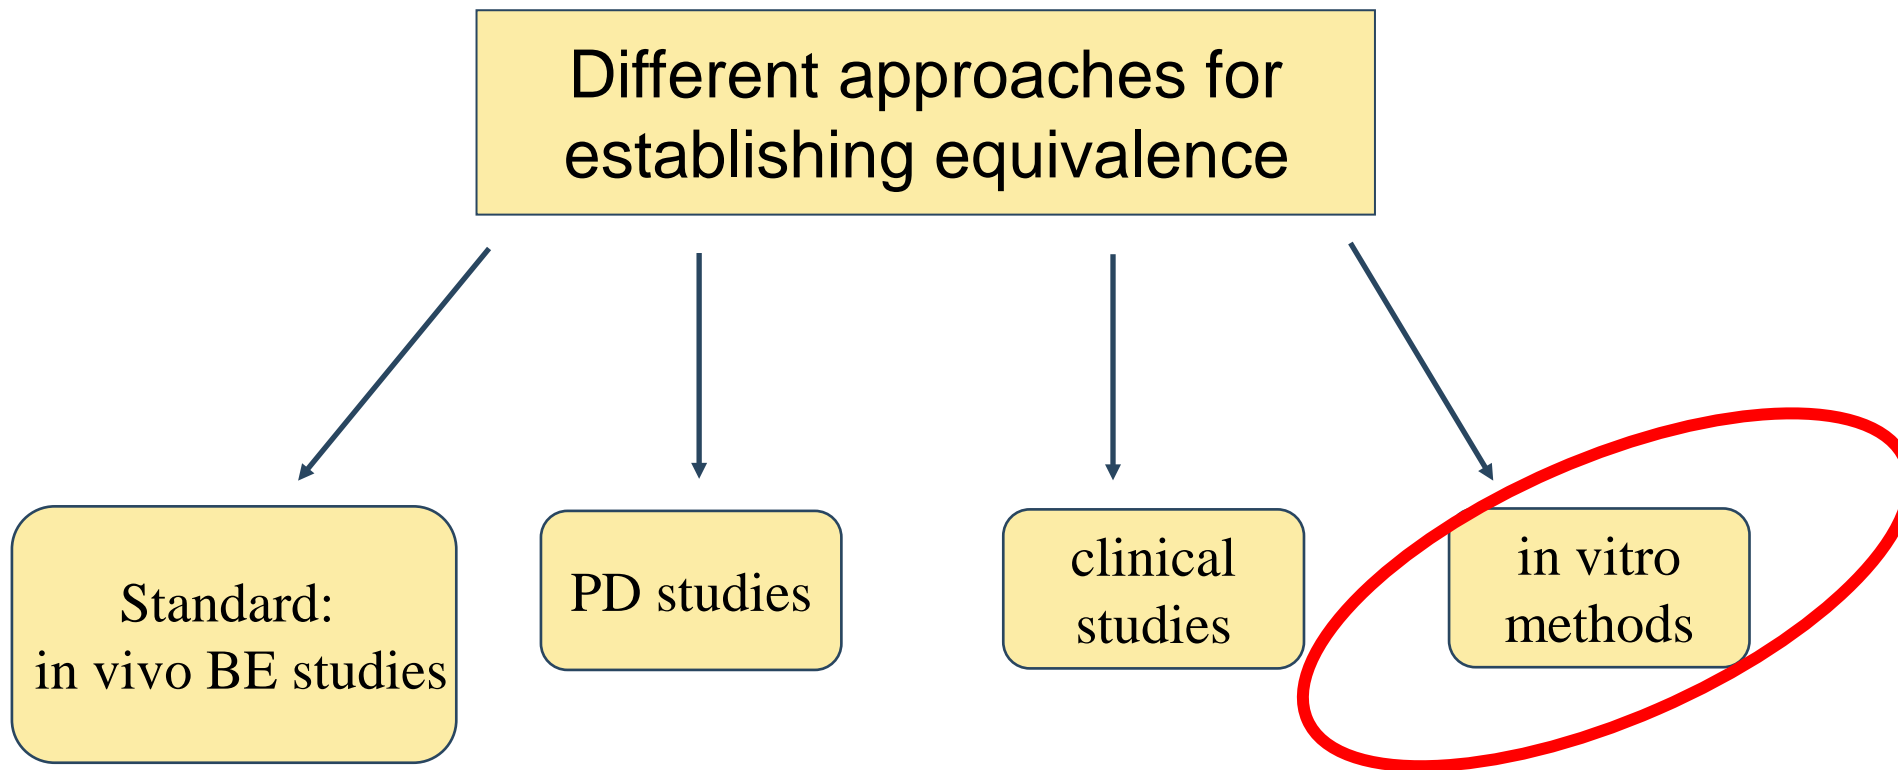 Different approaches for
establishing equivalence
Standard:
in vivo BE studies
PD studies
clinical
studies
in vitro
methods